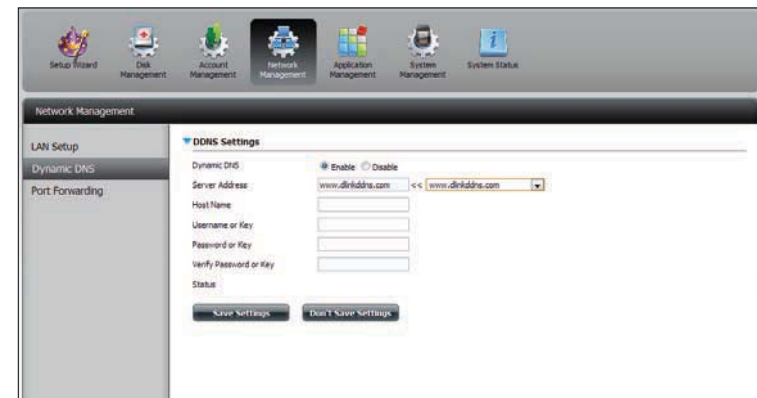 Setup Wizard
Disk Management
Account Management
Network Management
Application Management
System Management
System Status
Network Management
LAN Setup
Dynamic DNS
Port Forwarding
DDNS Settings
Dynamic DNS Enable Disable
Server Address www.dlinkddns.com << www.dlinkddns.com
Host Name
Username or Key
Password or Key
Verify Password or Key
Status
Save Settings Don't Save Settings